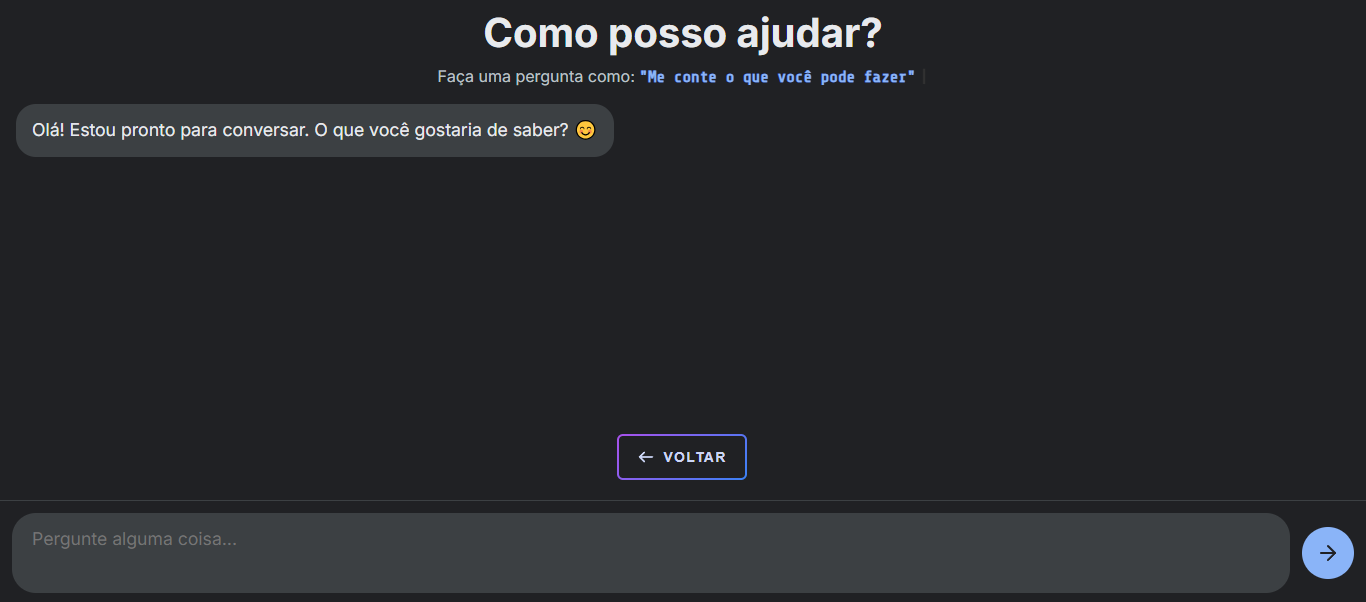 Como posso ajudar?
Faça uma pergunta como: "Me conte o que você pode fazer"
Olá! Estou pronto para conversar. O que você gostaria de saber? 😊
← VOLTAR
Pergunte alguma coisa...